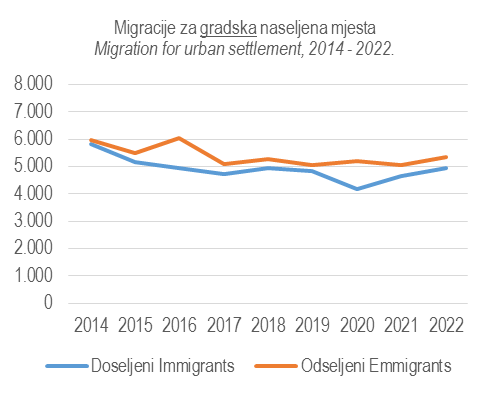 Migracije za gradska naseljena mjesta
Migration for urban settlement, 2014 - 2022.
8.000
7.000
6.000
5.000
4.000
3.000
2.000
1.000
0
2014 2015 2016 2017 2018 2019 2020 2021 2022
Doseljeni Immigrants Odseljeni Emmigrants